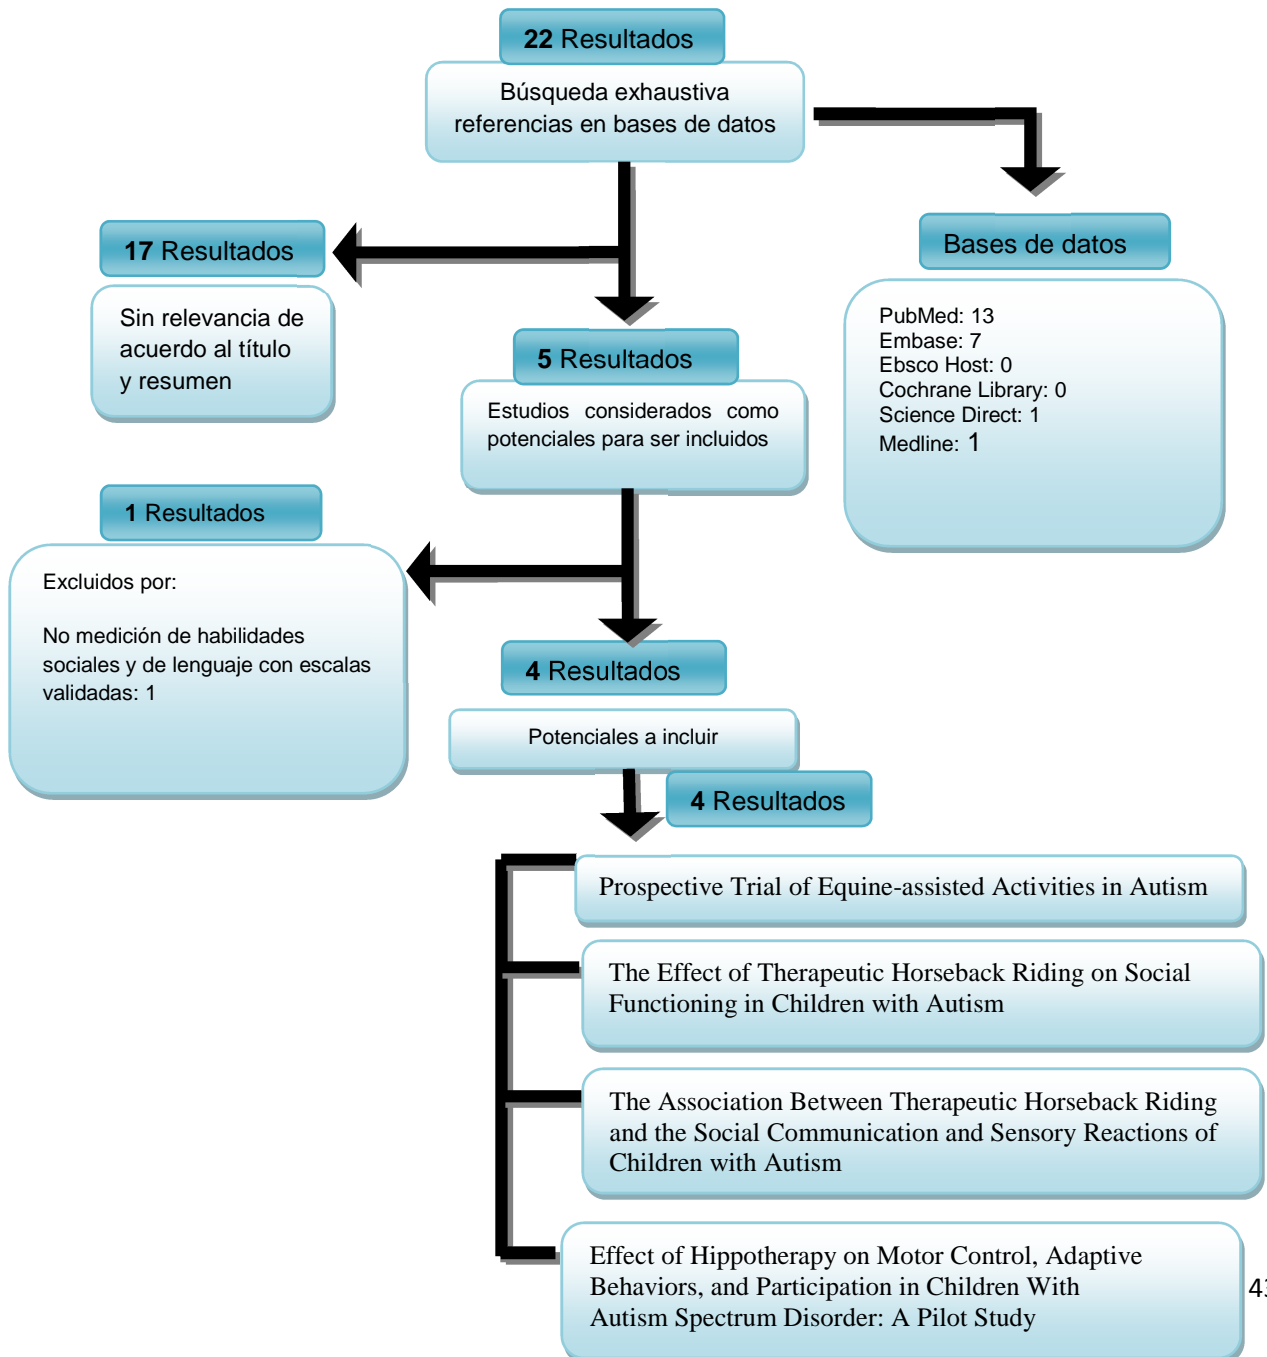 22 Resultados
Búsqueda exhaustiva
referencias en bases de datos
17 Resultados
Sin relevancia de
acuerdo al título
y resumen
Bases de datos
PubMed: 13
Embase: 7
Ebsco Host: 0
Cochrane Library: 0
Science Direct: 1
Medline: 1
5 Resultados
Estudios considerados como
potenciales para ser incluidos
1 Resultados
Excluidos por:
No medición de habilidades
sociales y de lenguaje con escalas
validadas: 1
4 Resultados
Potenciales a incluir
4 Resultados
Prospective Trial of Equine-assisted Activities in Autism
The Effect of Therapeutic Horseback Riding on Social
Functioning in Children with Autism
The Association Between Therapeutic Horseback Riding
and the Social Communication and Sensory Reactions of
Children with Autism
Effect of Hippotherapy on Motor Control, Adaptive
Behaviors, and Participation in Children With
Autism Spectrum Disorder: A Pilot Study